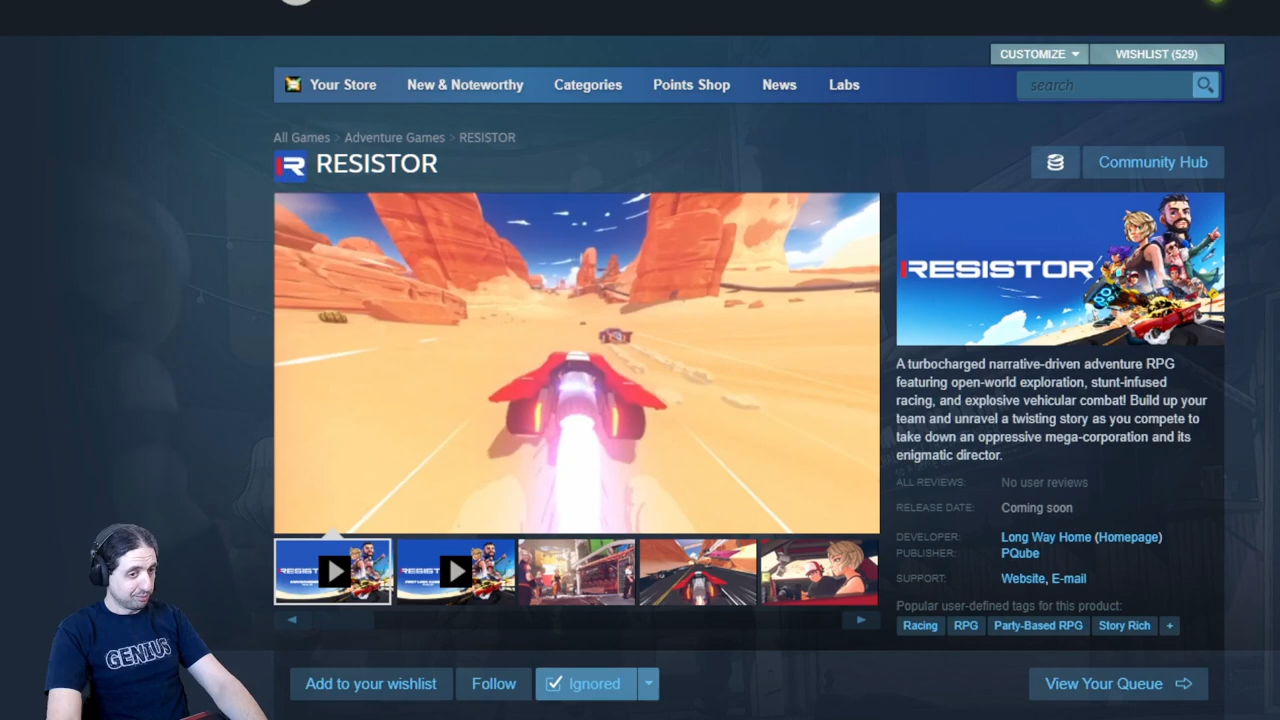 CUSTOMIZE
WISHLIST (529)
Your Store
New & Noteworthy
Categories
Points Shop
News
Labs
search
All Games > Adventure Games > RESISTOR
R RESISTOR
Community Hub
RESISTOR
A turbocharged narrative-driven adventure RPG
featuring open-world exploration, stunt-infused
racing, and explosive vehicular combat! Build up your
team and unravel a twisting story as you compete to
take down an oppressive mega-corporation and its
enigmatic director.
ALL REVIEWS: No user reviews
RELEASE DATE: Coming soon
DEVELOPER: Long Way Home (Homepage)
PUBLISHER: PQube
SUPPORT: Website, E-mail
Popular user-defined tags for this product:
Racing RPG Party-Based RPG Story Rich +
GENIUS
Add to your wishlist
Follow
Ignored
View Your Queue